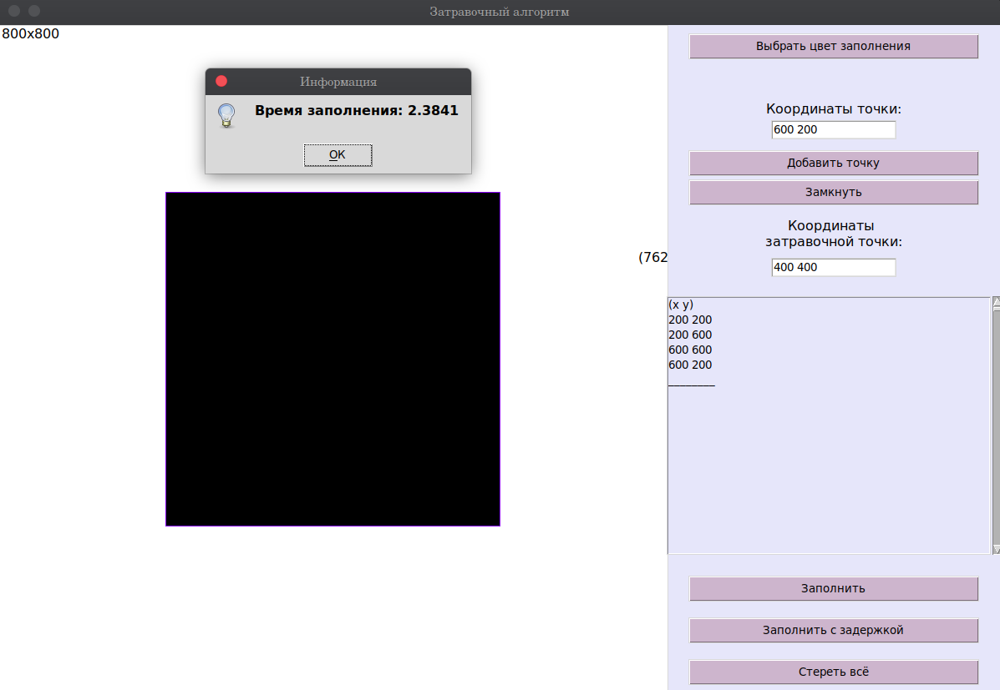 Затравочный алгоритм
800x800
Информация
Время заполнения: 2.3841
ОК
(762
Выбрать цвет заполнения
Координаты точки:
600 200
Добавить точку
Замкнуть
Координаты
затравочной точки:
400 400
(x y)
200 200
200 600
600 600
600 200
________
Заполнить
Заполнить с задержкой
Стереть всё